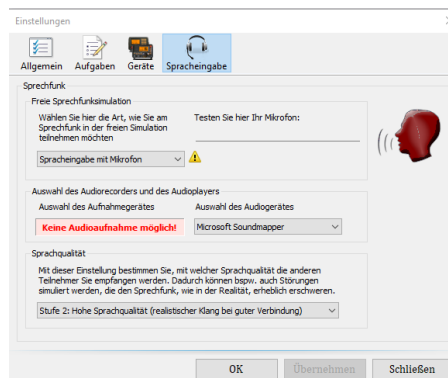 Einstellungen
Allgemein Aufgaben Geräte Spracheingabe
Sprechfunk
Freie Sprechfunksimulation
Wählen Sie hier die Art, wie Sie am
Sprechfunk in der freien Simulation
teilnehmen möchten
Testen Sie hier Ihr Mikrofon:
Spracheingabe mit Mikrofon
Auswahl des Audiorecorders und des Audioplayers
Auswahl des Aufnahmegerätes Auswahl des Audiogerätes
Keine Audioaufnahme möglich! Microsoft Soundmapper
Sprachqualität
Mit dieser Einstellung bestimmen Sie, mit welcher Sprachqualität die anderen
Teilnehmer Sie empfangen werden. Dadurch können bspw. auch Störungen
simuliert werden, die den Sprechfunk, wie in der Realität, erheblich erschweren.
Stufe 2: Hohe Sprachqualität (realistischer Klang bei guter Verbindung)
OK Übernehmen Schließen